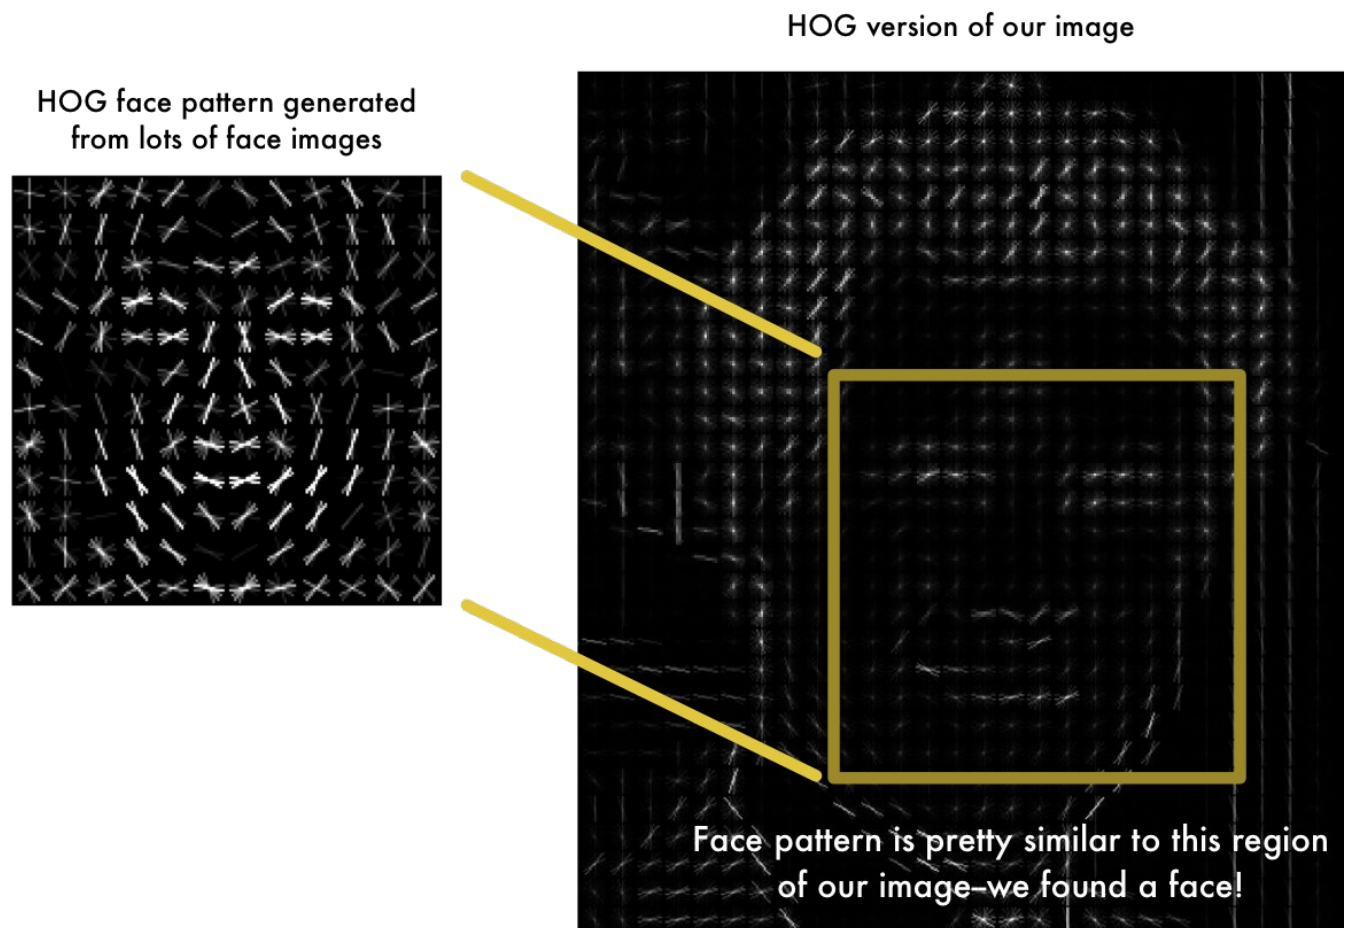 HOG version of our image
HOG face pattern generated
from lots of face images
Face pattern is pretty similar to this region
of our image–we found a face!